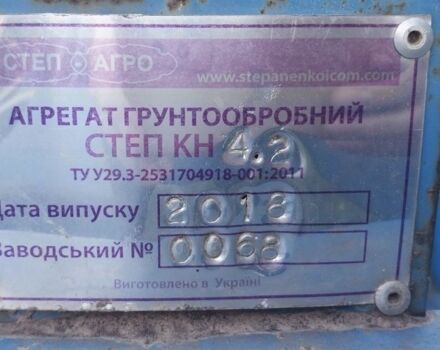 СТЕП АГРО
www.stepanenkoicom.com
АГРЕГАТ ГРУНТООБРОБНИЙ
СТЕП КН 4.2
ТУ У29.3-2531704918-001:2011
Дата випуску 2018
Заводський № 0068
Виготовлено в Україні